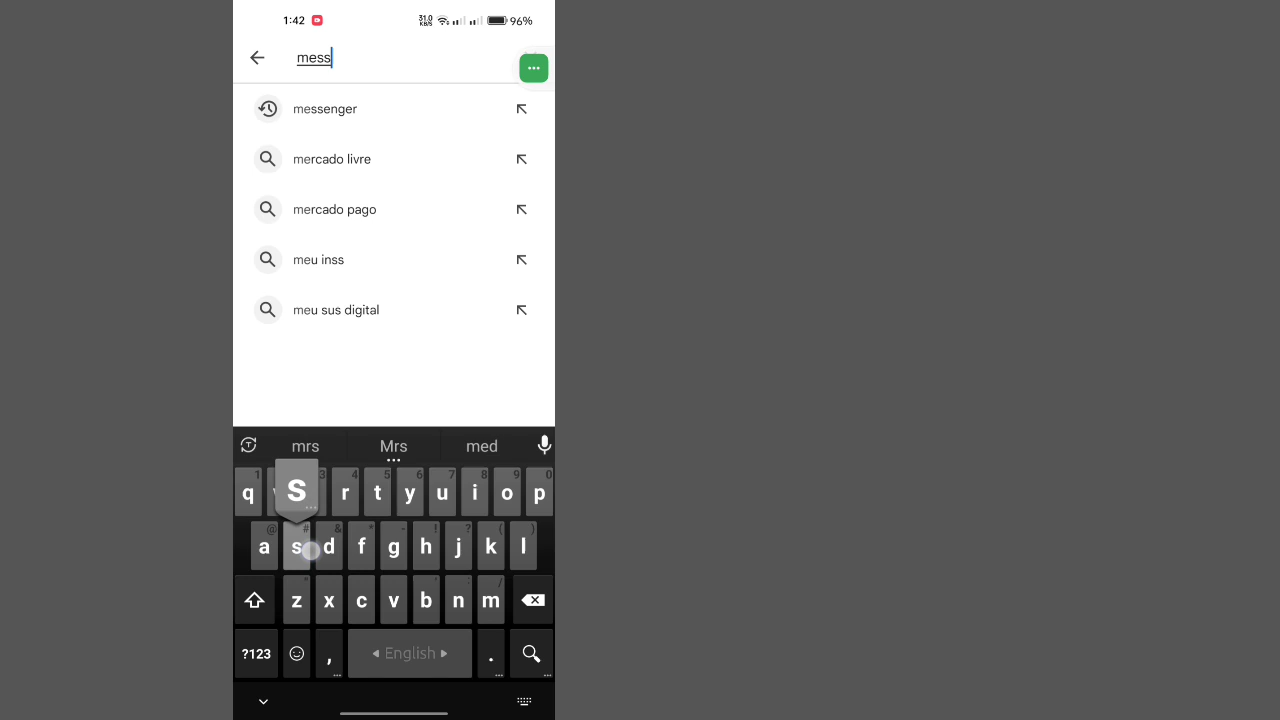 1:42 31.0 KB/S 96%
mess
messenger
mercado livre
mercado pago
meu inss
meu sus digital
mrs Mrs med
S
1 3 4 5 6 7 8 9 0
q r t y u i o p
@ # & * - ! ? ( )
a s d f g h j k l
z x c v b n m
?123 , English .